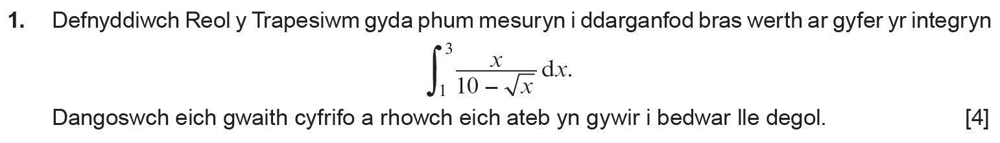 1. Defnyddiwch Reol y Trapesiwm gyda phum mesuryn i ddarganfod bras werth ar gyfer yr integryn
∫₁³ x/(10 − √x) dx.
Dangoswch eich gwaith cyfrifo a rhowch eich ateb yn gywir i bedwar lle degol. [4]